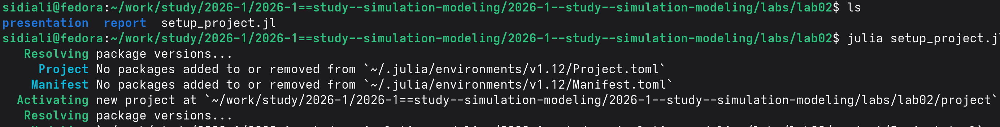 sidiali@fedora:~/work/study/2026-1/2026-1==study--simulation-modeling/2026-1--study--simulation-modeling/labs/lab02$ ls
presentation  report  setup_project.jl
sidiali@fedora:~/work/study/2026-1/2026-1==study--simulation-modeling/2026-1--study--simulation-modeling/labs/lab02$ julia setup_project.jl
Resolving package versions...
Project No packages added to or removed from `~/.julia/environments/v1.12/Project.toml`
Manifest No packages added to or removed from `~/.julia/environments/v1.12/Manifest.toml`
Activating new project at `~/work/study/2026-1/2026-1==study--simulation-modeling/2026-1--study--simulation-modeling/labs/lab02/project`
Resolving package versions...